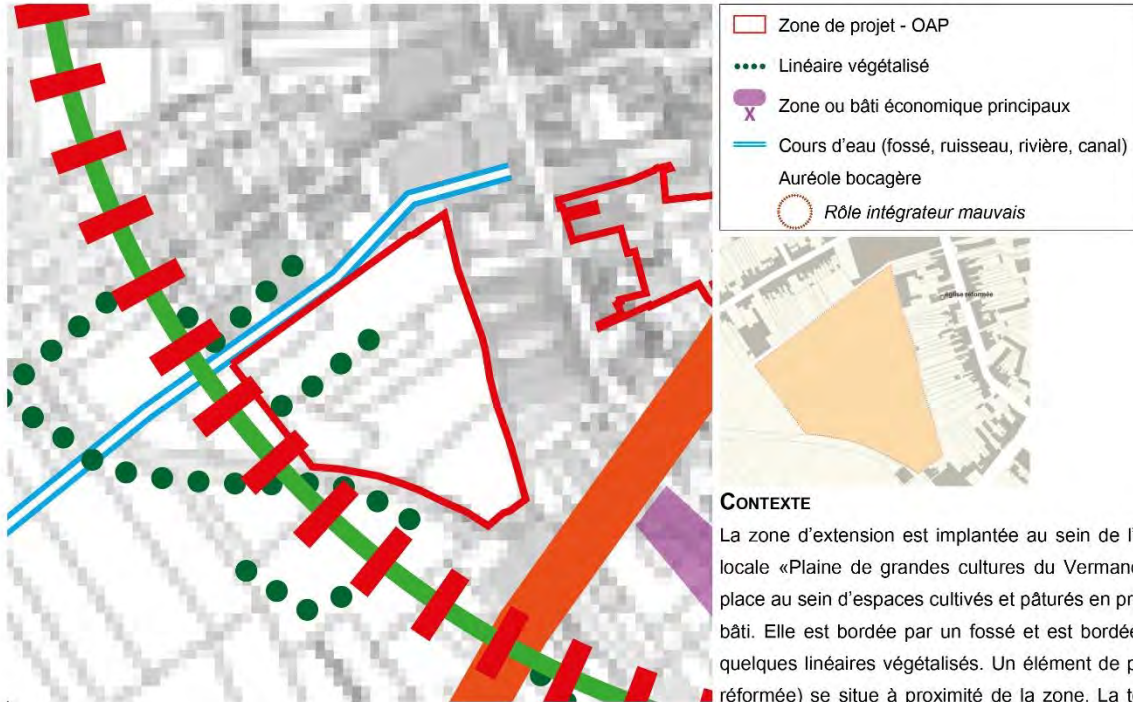 Zone de projet - OAP
Linéaire végétalisé
Zone ou bâti économique principaux
X
Cours d'eau (fossé, ruisseau, rivière, canal)
Auréole bocagère
Rôle intégrateur mauvais
église réformée
CONTEXTE
La zone d'extension est implantée au sein de l'
locale «Plaine de grandes cultures du Vermand
place au sein d'espaces cultivés et pâturés en pr
bâti. Elle est bordée par un fossé et est bordée
quelques linéaires végétalisés. Un élément de p
réformée) se situe à proximité de la zone. La t